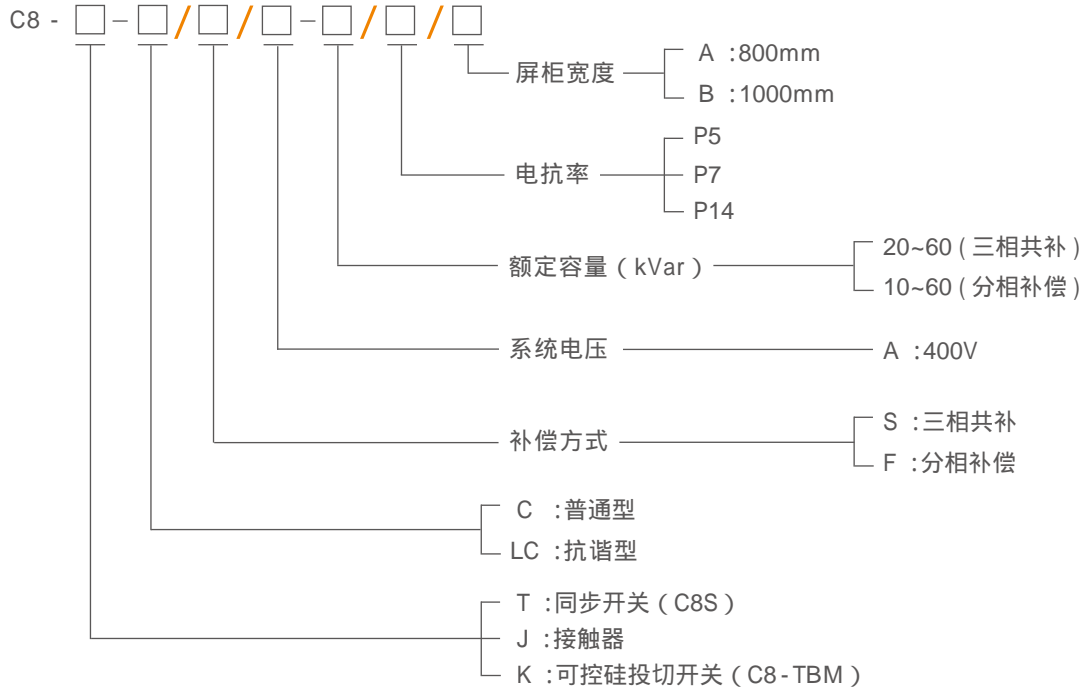 C8 - □ - □ / □ / □ - □ / □ / □
屏柜宽度
A :800mm
B :1000mm
电抗率
P5
P7
P14
额定容量(kVar)
20~60(三相共补)
10~60(分相补偿)
系统电压
A :400V
补偿方式
S :三相共补
F :分相补偿
C :普通型
LC :抗谐型
T :同步开关(C8S)
J :接触器
K :可控硅投切开关(C8-TBM)